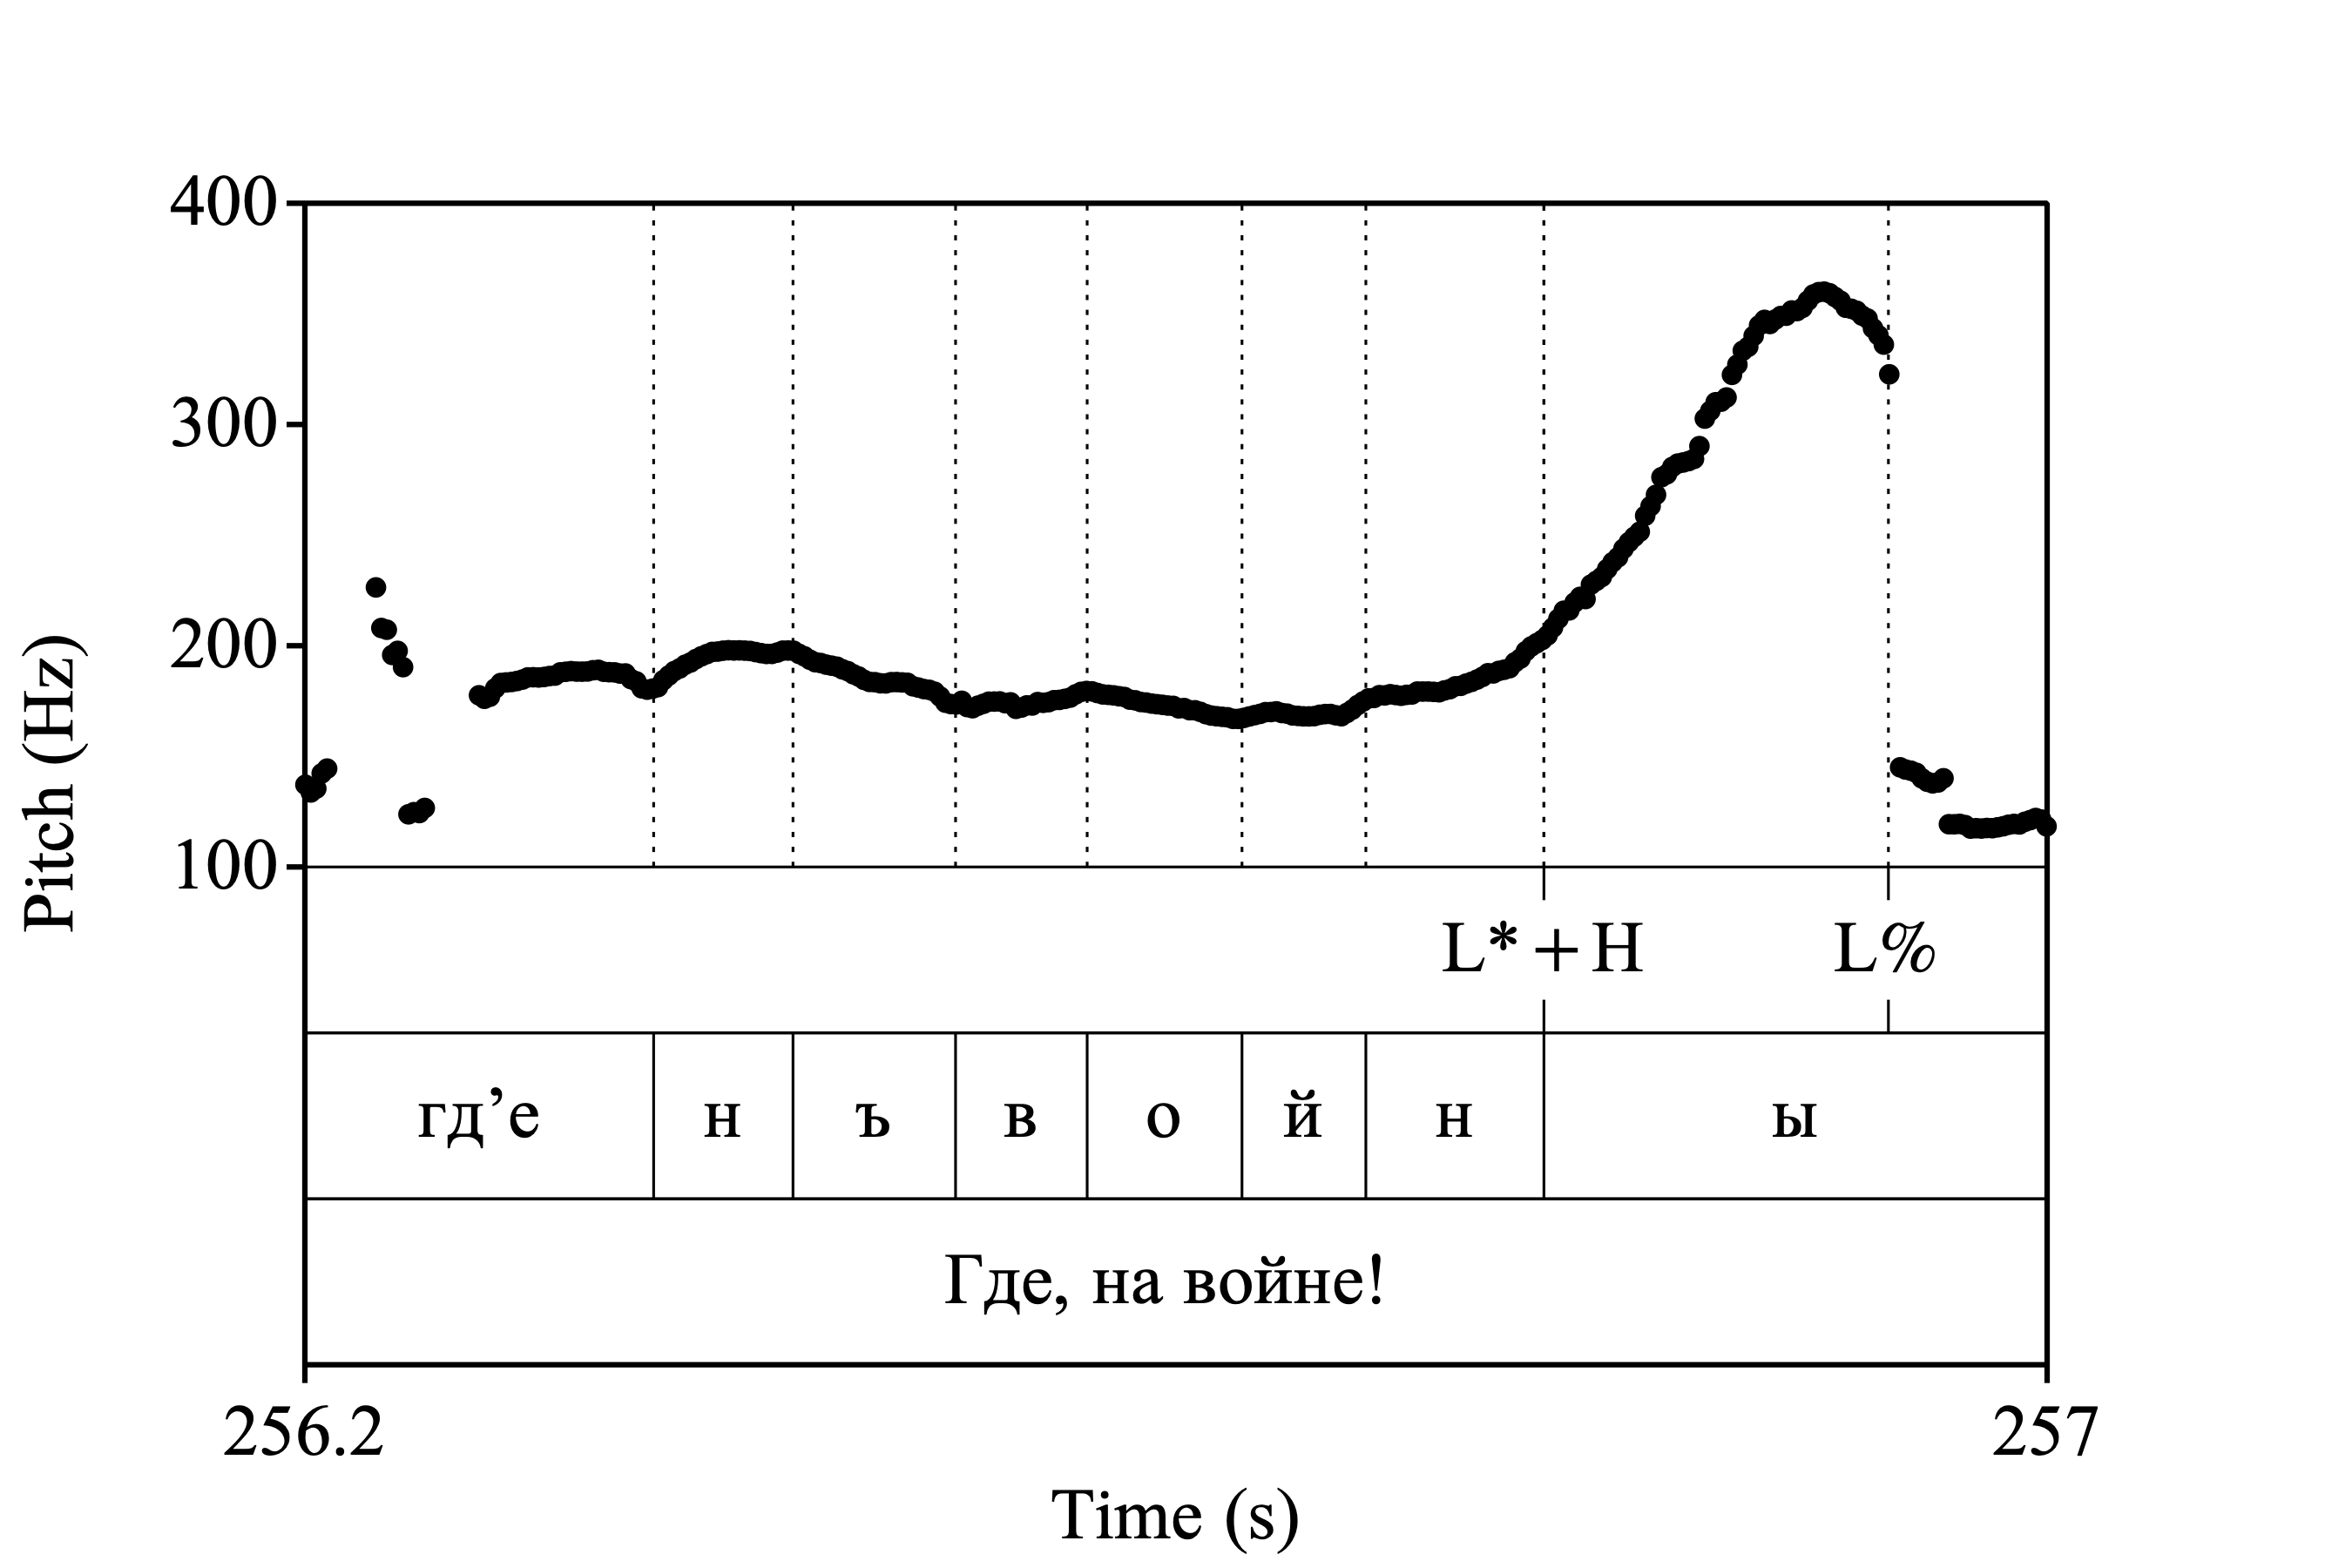 400
300
200
100
Pitch (Hz)
L*+H L%
гд’е н ъ в о й н ы
Где, на войне!
256.2 257
Time (s)